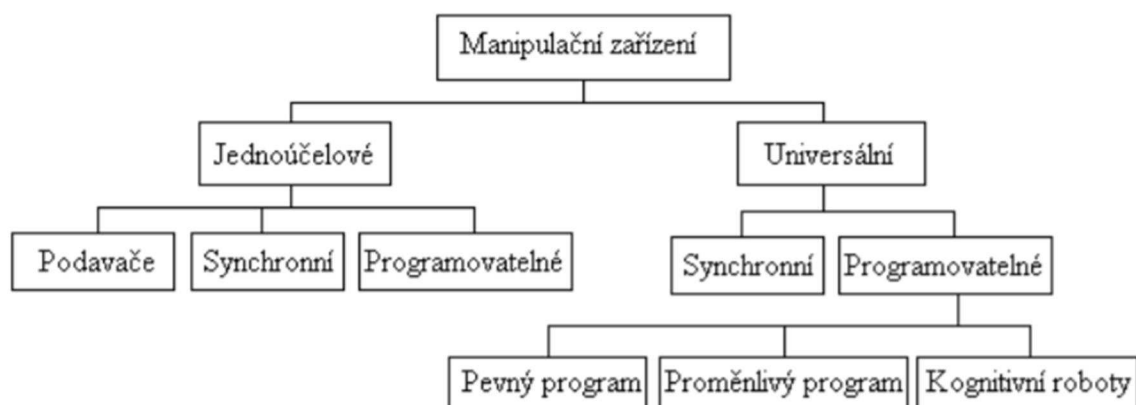 Manipulační zařízení
Jednoúčelové
Universální
Podavače
Synchronní
Programovatelné
Synchronní
Programovatelné
Pevný program
Proměnlivý program
Kognitivní roboty